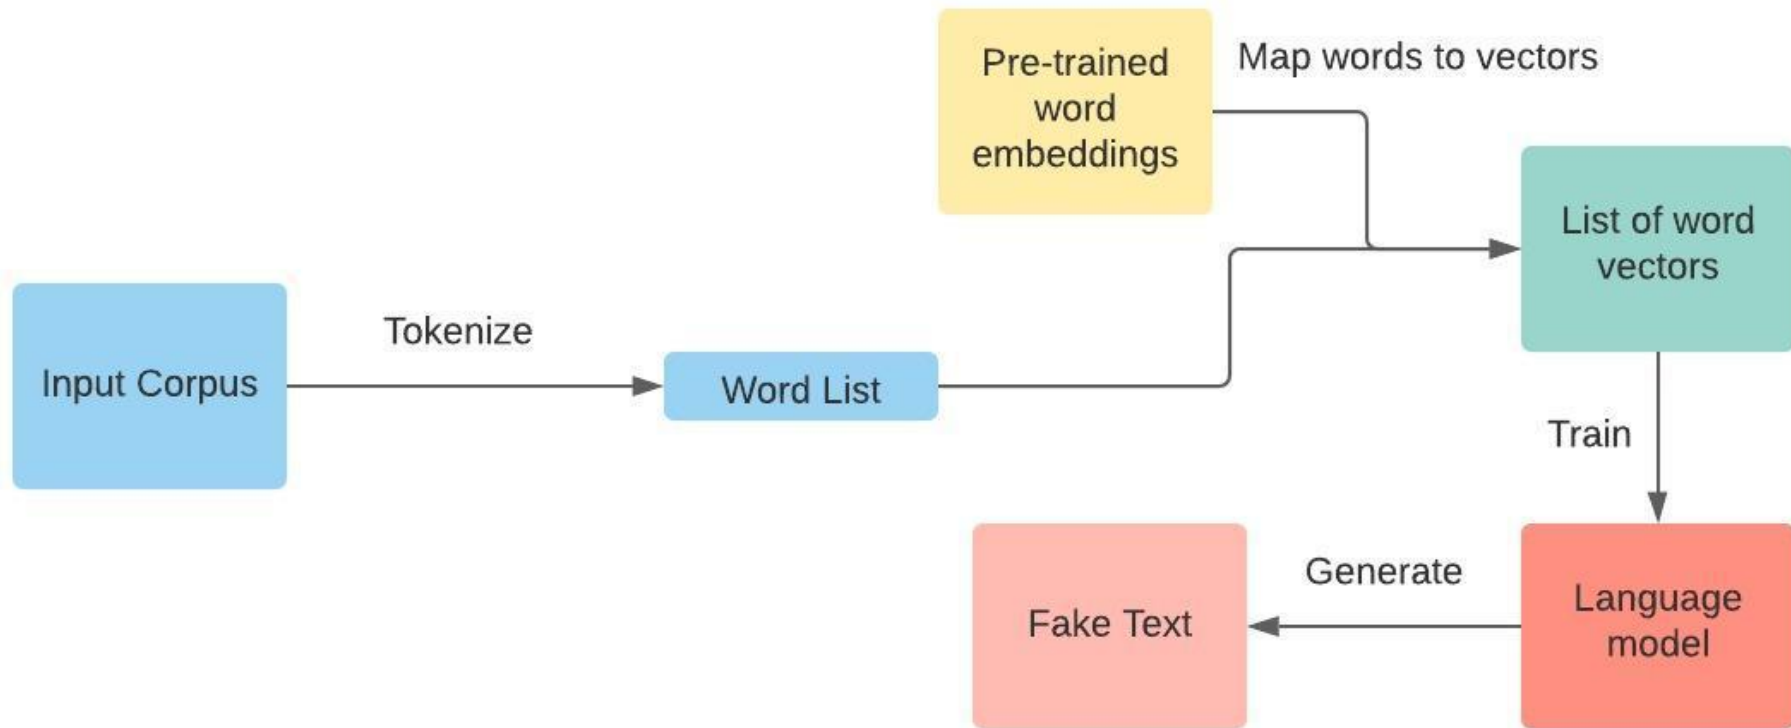 Pre-trained
word
embeddings
Map words to vectors
List of word
vectors
Input Corpus
Tokenize
Word List
Train
Fake Text
Generate
Language
model